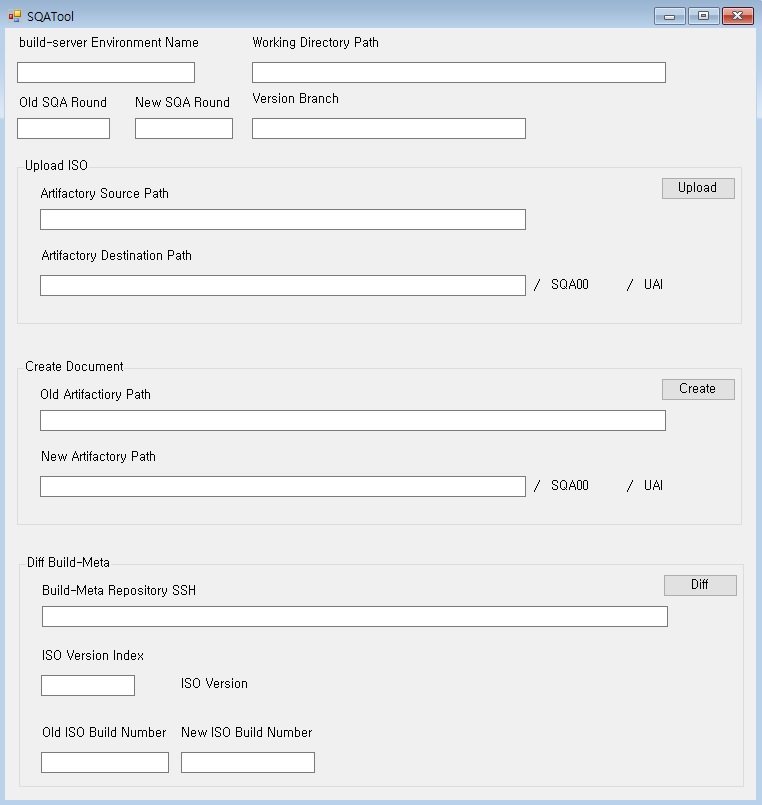 SQATool
build-server Environment Name
Working Directory Path
Old SQA Round
New SQA Round
Version Branch
Upload ISO
Upload
Artifactory Source Path
Artifactory Destination Path
/ SQA00 / UAI
Create Document
Create
Old Artifactiory Path
New Artifactory Path
/ SQA00 / UAI
Diff Build-Meta
Diff
Build-Meta Repository SSH
ISO Version Index
ISO Version
Old ISO Build Number
New ISO Build Number